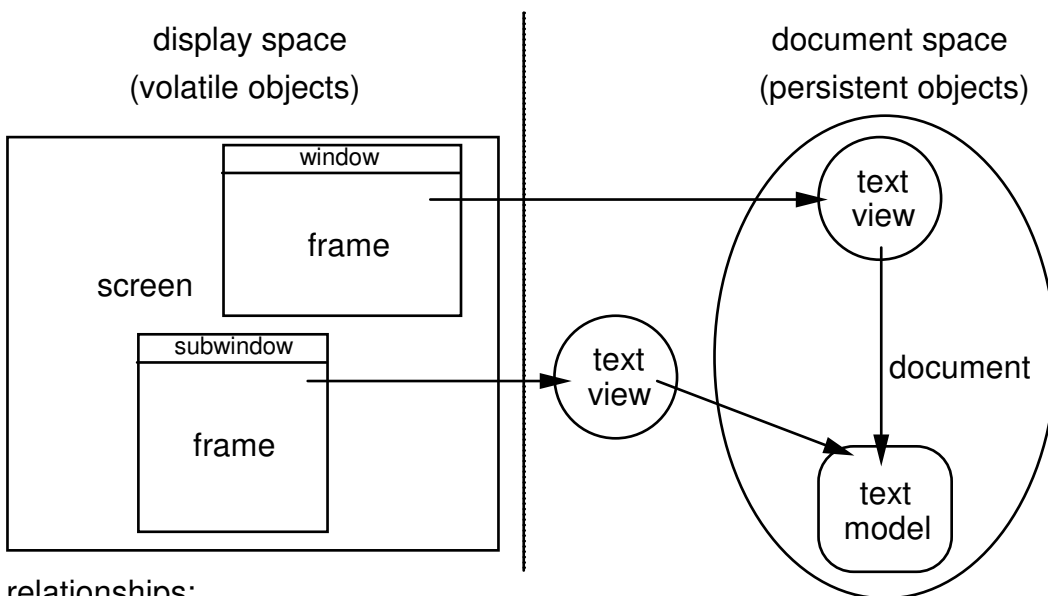 display space
(volatile objects)
document space
(persistent objects)
window
frame
screen
subwindow
frame
text
view
text
view
document
text
model
relationships: